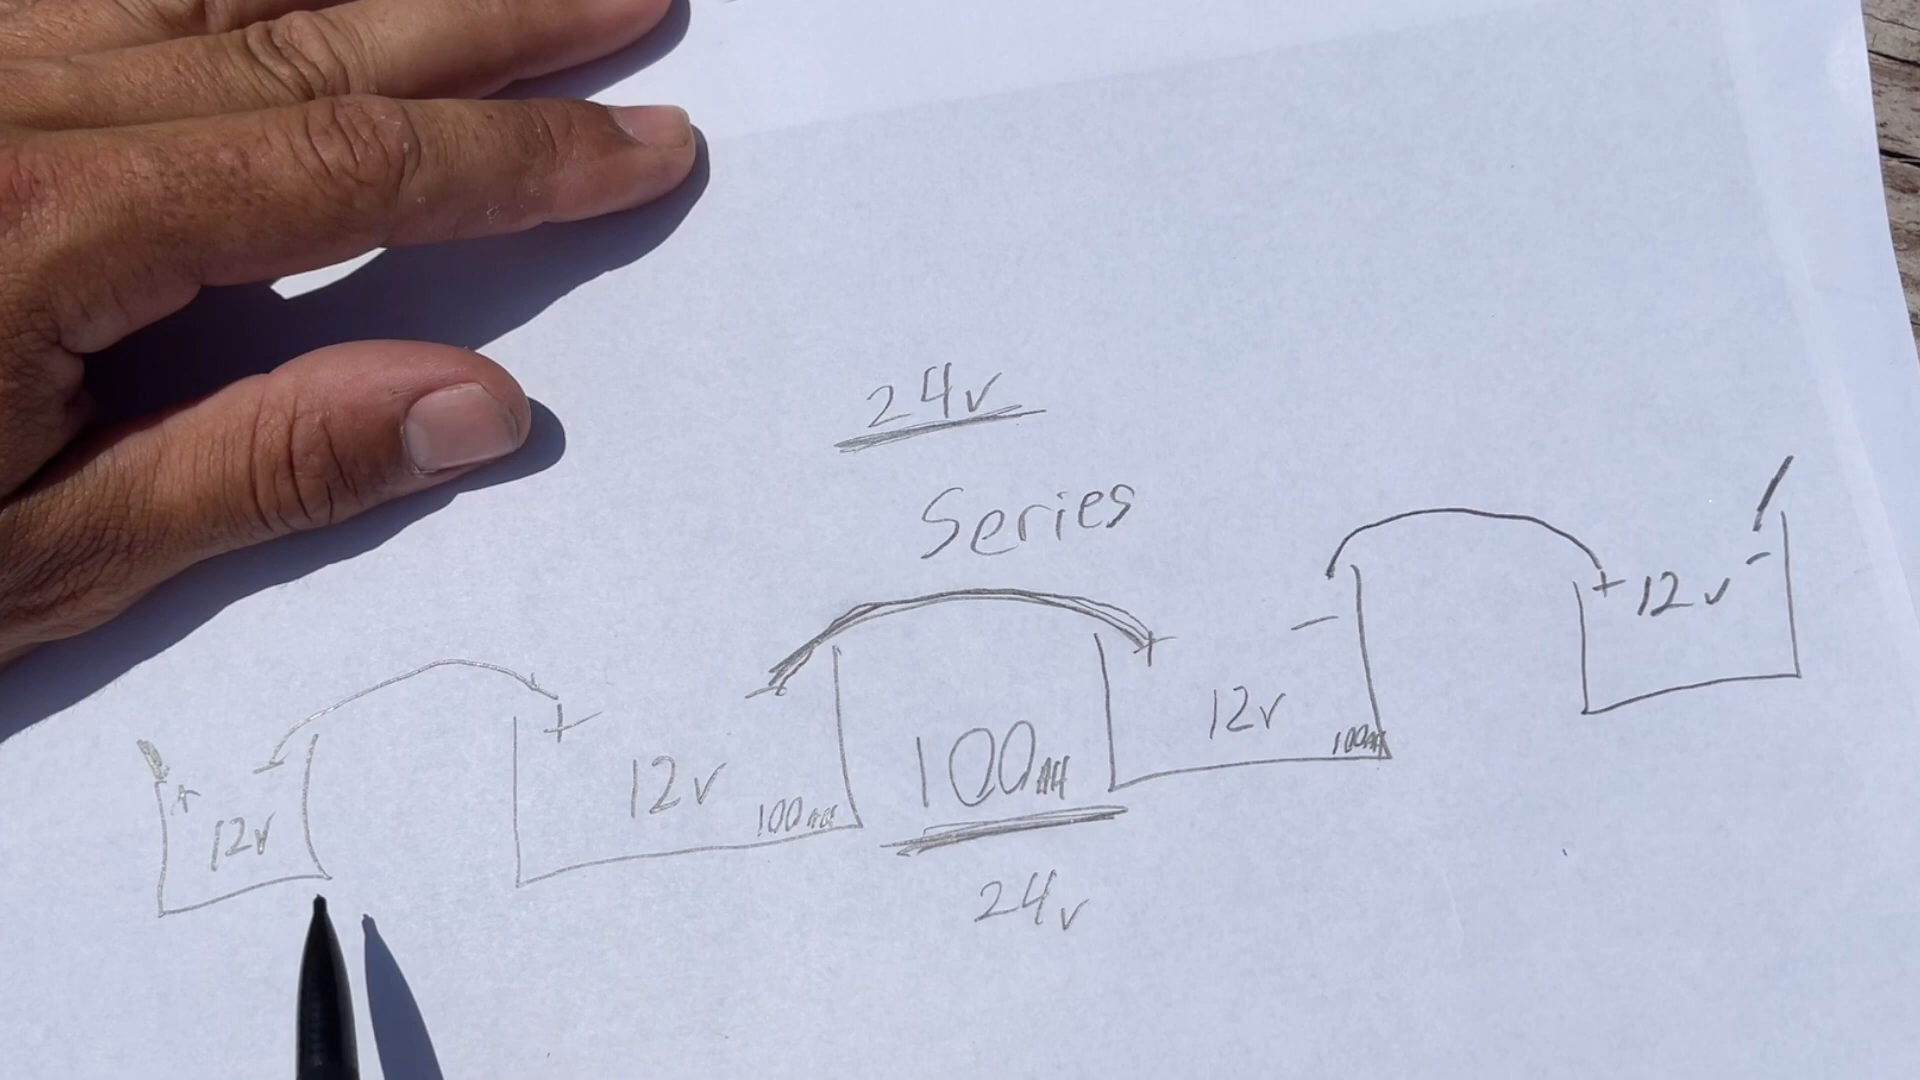 24v
Series
+ 12v -
+ 12v - 100AH
100AH
+ 12v - 100AH
+ 12v -
24v